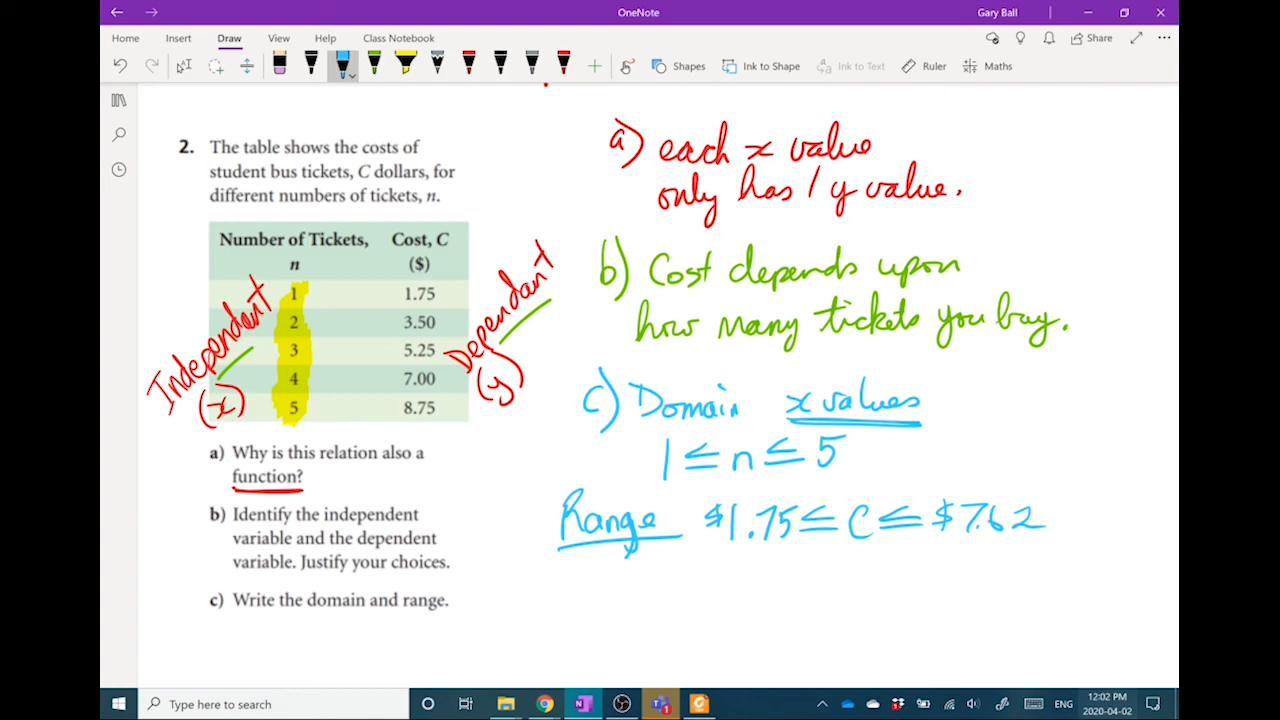 OneNote
Gary Ball
Home Insert Draw View Help Class Notebook
Share
Shapes Ink to Shape Ink to Text Ruler Maths
2. The table shows the costs of
student bus tickets, C dollars, for
different numbers of tickets, n.
Number of Tickets, Cost, C
n ($)
1 1.75
2 3.50
3 5.25
4 7.00
5 8.75
Independent
(x)
Dependant
(y)
a) Why is this relation also a
function?
b) Identify the independent
variable and the dependent
variable. Justify your choices.
c) Write the domain and range.
a) each x value
only has 1 y value.
b) Cost depends upon
how many tickets you buy.
c) Domain x values
1 ≤ n ≤ 5
Range $1.75 ≤ C ≤ $7.62
Type here to search
ENG
12:02 PM
2020-04-02